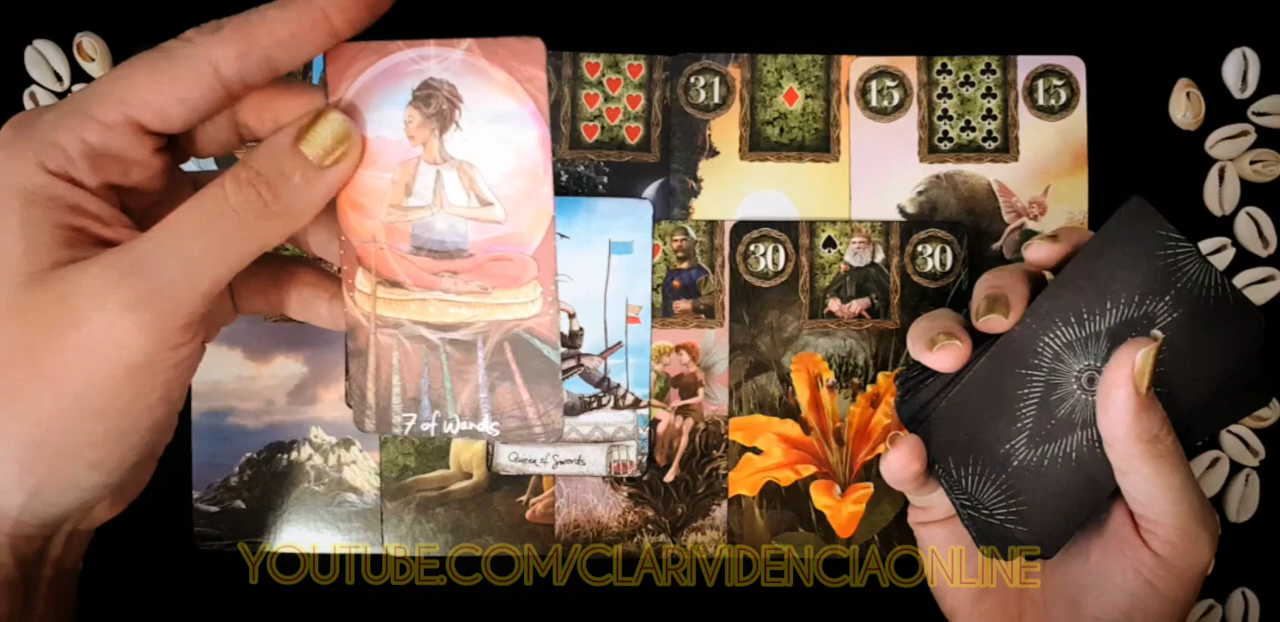 31
15 15
30 30
7 of Wands
Queen of Swords
YOUTUBE.COM/CLARIVIDENCIAONLINE